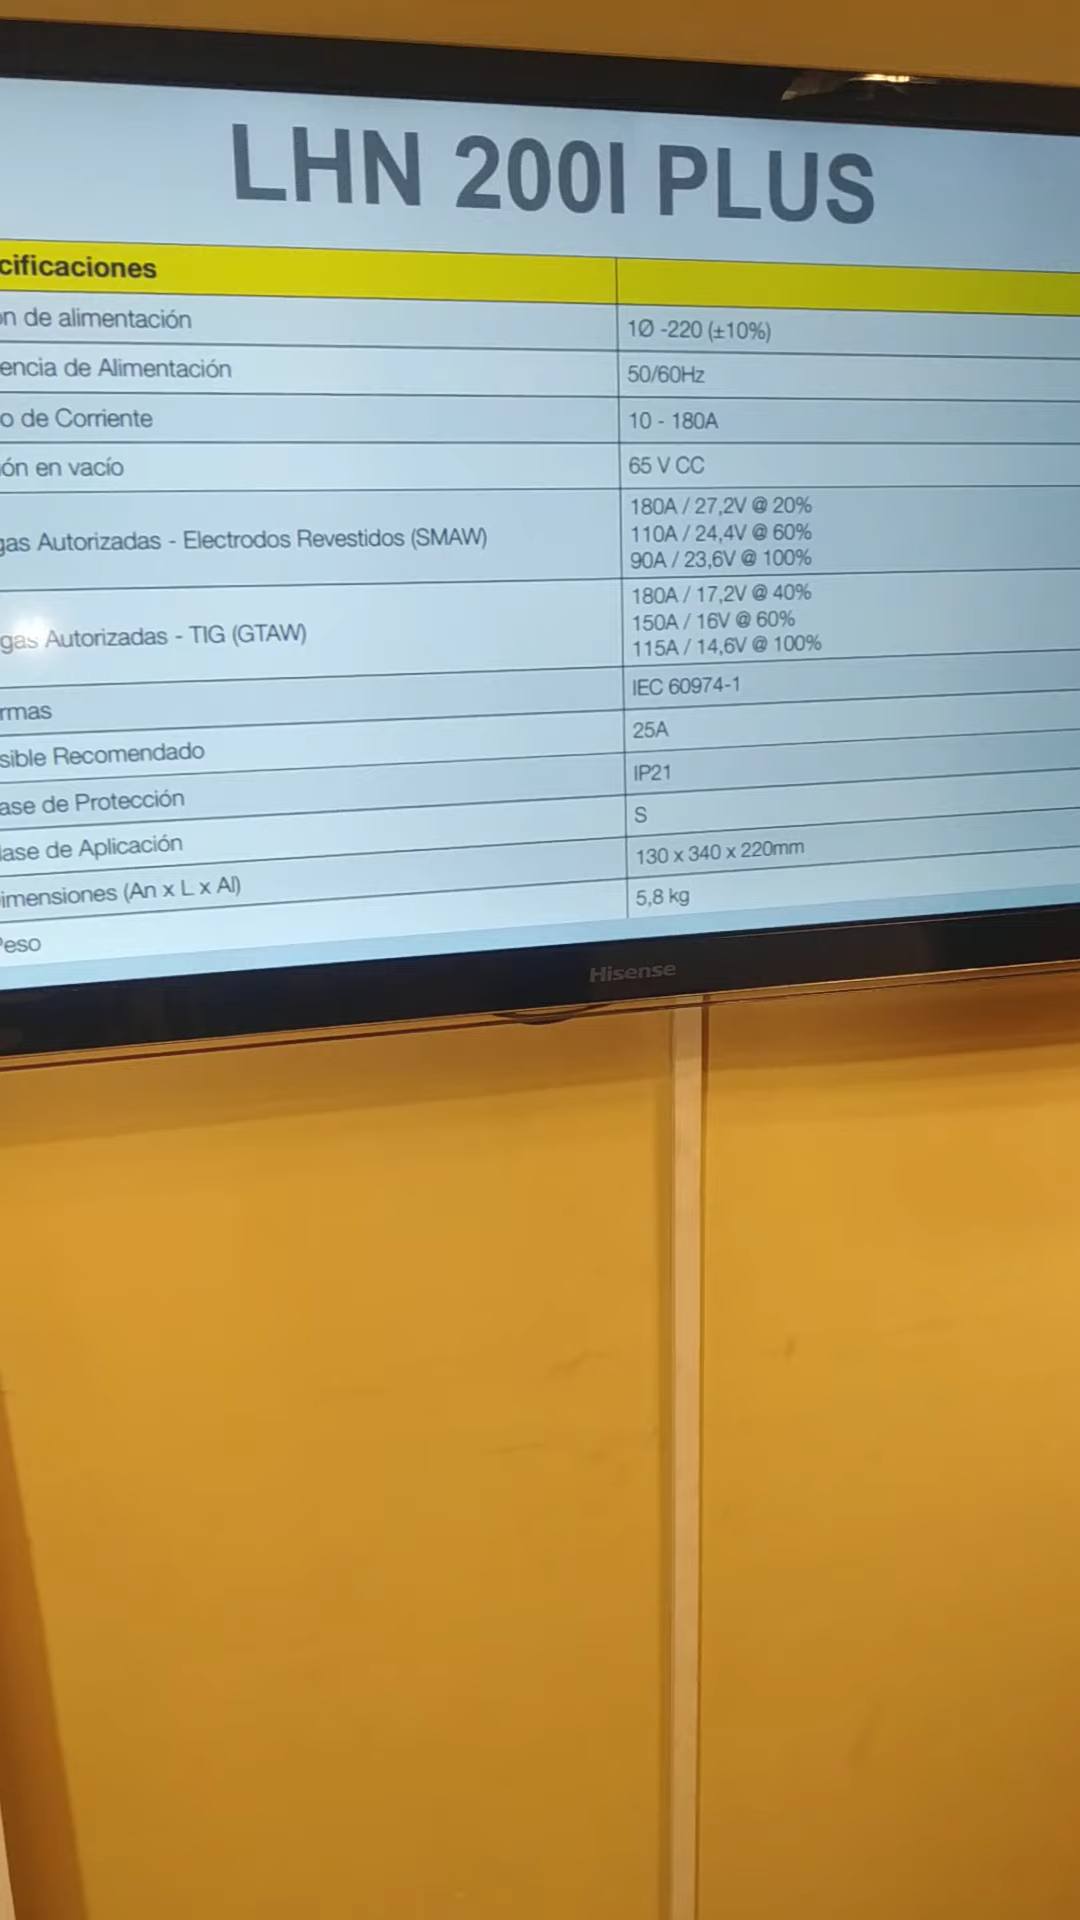 LHN 200I PLUS
cificaciones
on de alimentación
1Ø -220 (±10%)
encia de Alimentación
50/60Hz
o de Corriente
10 - 180A
ión en vacío
65 V CC
gas Autorizadas - Electrodos Revestidos (SMAW)
180A / 27,2V @ 20%
110A / 24,4V @ 60%
90A / 23,6V @ 100%
gas Autorizadas - TIG (GTAW)
180A / 17,2V @ 40%
150A / 16V @ 60%
115A / 14,6V @ 100%
rmas
IEC 60974-1
sible Recomendado
25A
ase de Protección
IP21
lase de Aplicación
S
imensiones (An x L x Al)
130 x 340 x 220mm
Peso
5,8 kg
Hisense